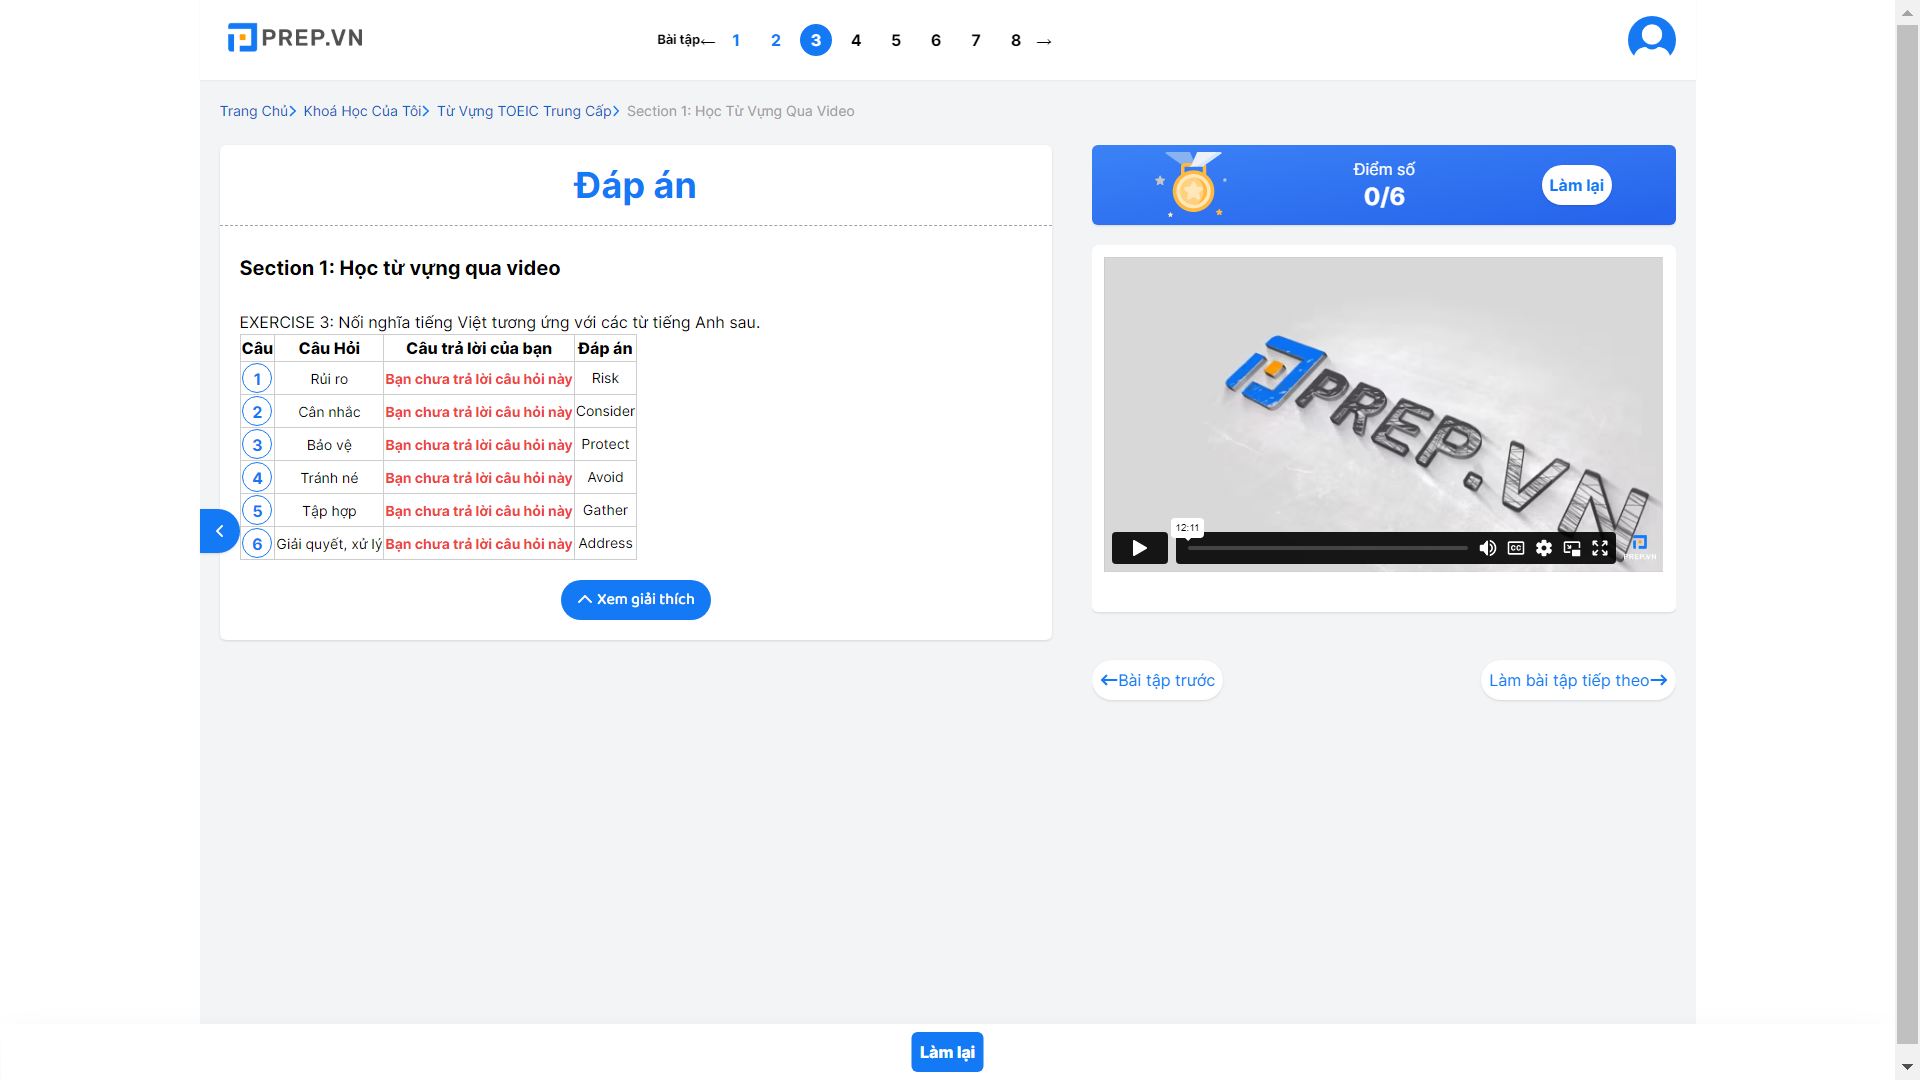 PREP.VN
Bài tập← 1 2 3 4 5 6 7 8 →
Trang Chủ Khoá Học Của Tôi Từ Vựng TOEIC Trung Cấp Section 1: Học Từ Vựng Qua Video
Đáp án
Section 1: Học từ vựng qua video
EXERCISE 3: Nối nghĩa tiếng Việt tương ứng với các từ tiếng Anh sau.
Câu Câu Hỏi Câu trả lời của bạn Đáp án
1 Rủi ro Bạn chưa trả lời câu hỏi này Risk
2 Cân nhắc Bạn chưa trả lời câu hỏi này Consider
3 Bảo vệ Bạn chưa trả lời câu hỏi này Protect
4 Tránh né Bạn chưa trả lời câu hỏi này Avoid
5 Tập hợp Bạn chưa trả lời câu hỏi này Gather
6 Giải quyết, xử lý Bạn chưa trả lời câu hỏi này Address
Xem giải thích
Điểm số
0/6
Làm lại
PREP.VN
12:11
CC
PREP.VN
←Bài tập trước
Làm bài tập tiếp theo→
Làm lại